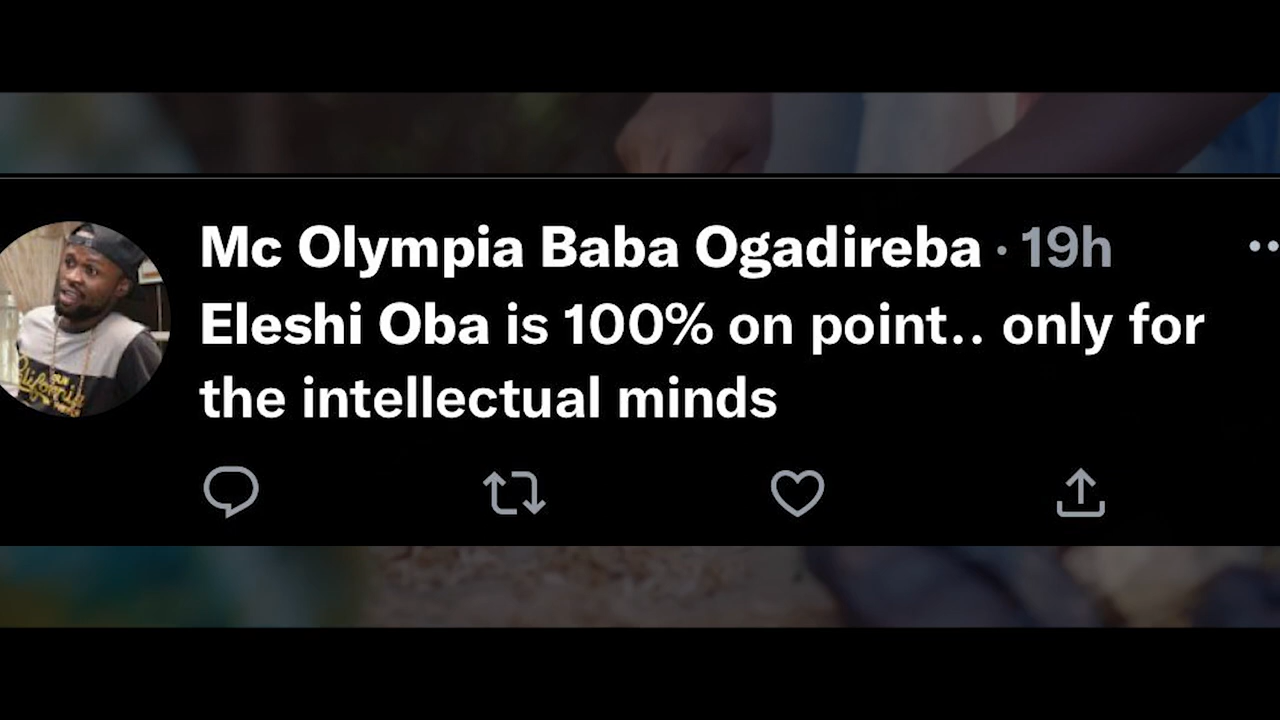 Mc Olympia Baba Ogadireba · 19h
Eleshi Oba is 100% on point.. only for
the intellectual minds